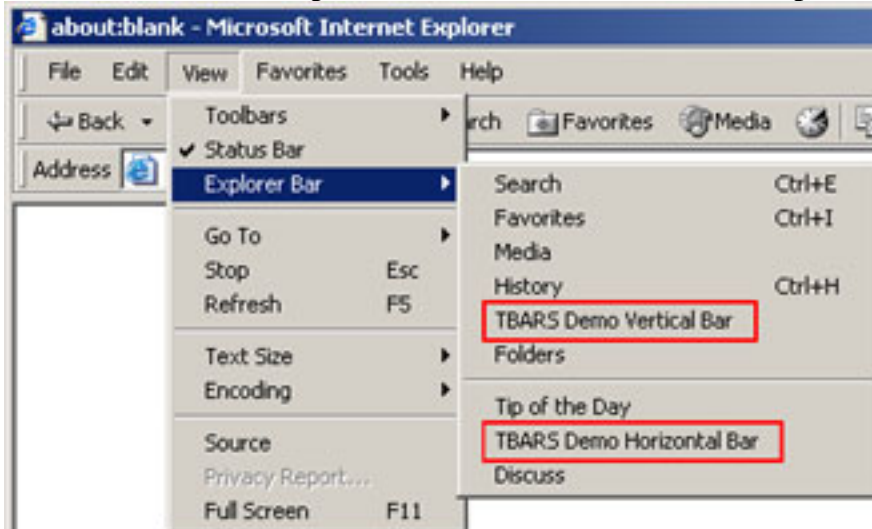 about:blank - Microsoft Internet Explorer
File Edit View Favorites Tools Help
Back rch Favorites Media
Address
Toolbars
Status Bar
Explorer Bar
Go To
Stop Esc
Refresh F5
Text Size
Encoding
Source
Privacy Report...
Full Screen F11
Search Ctrl+E
Favorites Ctrl+I
Media
History Ctrl+H
TBARS Demo Vertical Bar
Folders
Tip of the Day
TBARS Demo Horizontal Bar
Discuss